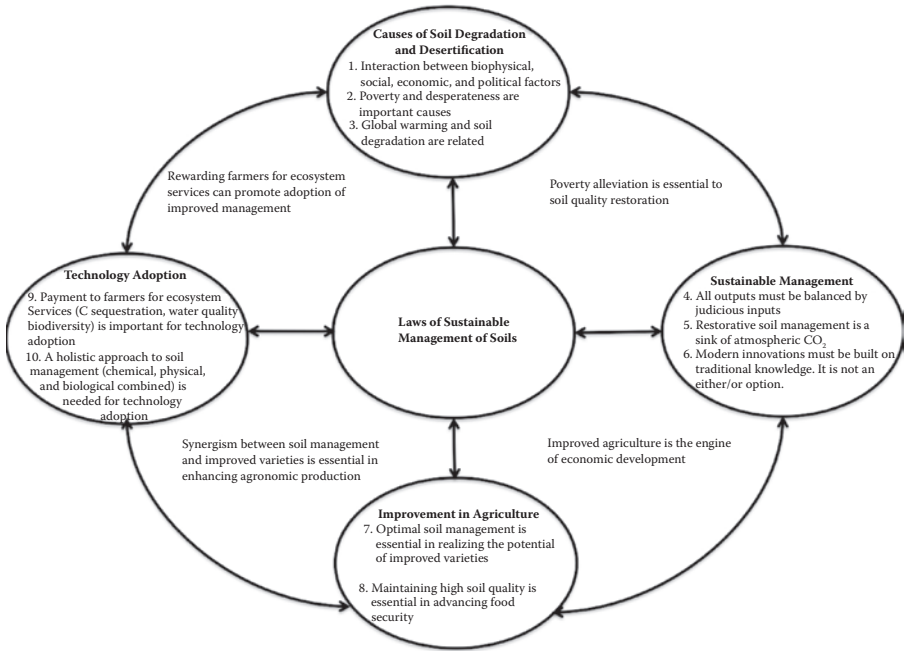 Causes of Soil Degradation
and Desertification
1. Interaction between biophysical,
social, economic, and political factors
2. Poverty and desperateness are
important causes
3. Global warming and soil
degradation are
related
Rewarding farmers for ecosystem
services can promote adoption of
improved management
Poverty alleviation is essential to
soil quality restoration
Technology Adoption
9. Payment to farmers for ecosystem
Services (C sequestration, water quality
biodiversity) is important for technology
adoption
10. A holistic approach to soil
management (chemical, physical,
and biological combined) is
needed for technology
adoption
Laws of Sustainable
Management of Soils
Sustainable Management
4. All outputs must be balanced by
judicious inputs
5. Restorative soil management is a
sink of atmospheric CO₂
6. Modern innovations must be built on
traditional knowledge. It is not an
either/or option.
Synergism between soil management
and improved varieties is essential in
enhancing agronomic production
Improved agriculture is the engine
of economic development
Improvement in Agriculture
7. Optimal soil management is
essential in realizing the potential
of improved varieties
8. Maintaining high soil quality is
essential in advancing food
security